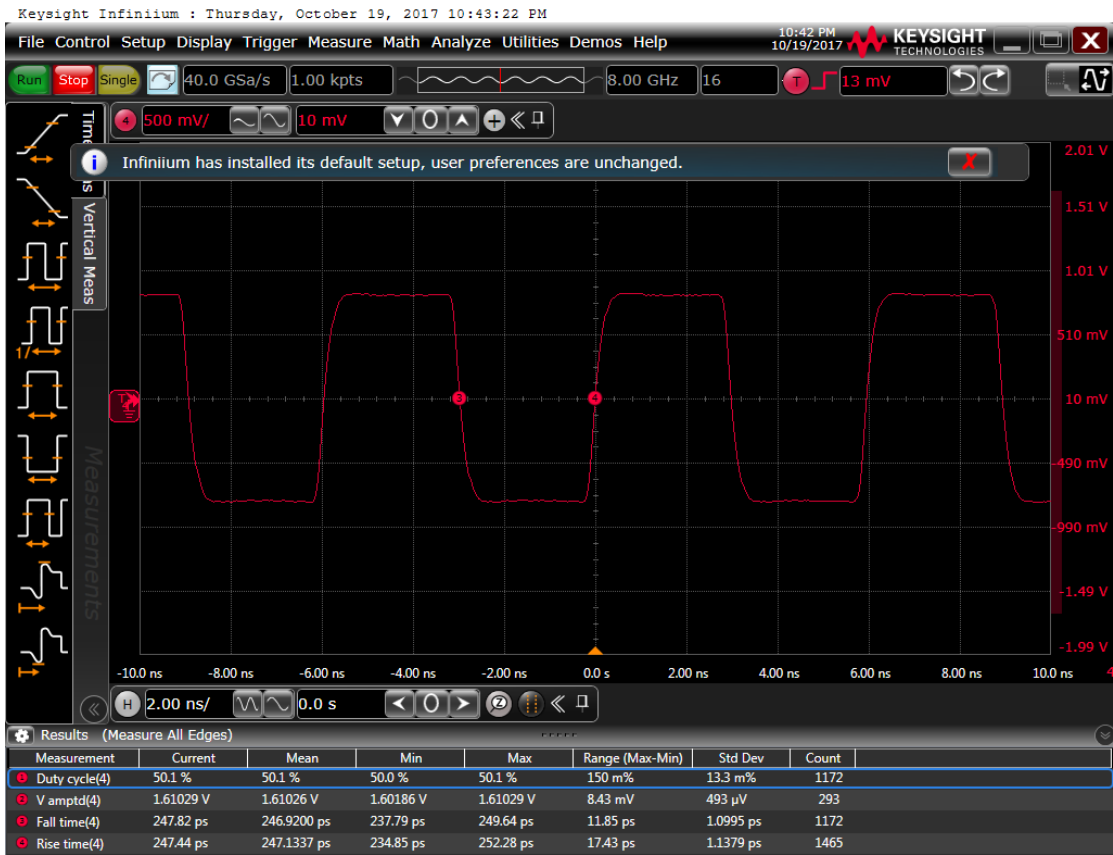 Keysight Infiniium : Thursday, October 19, 2017 10:43:22 PM
File Control Setup Display Trigger Measure Math Analyze Utilities Demos Help
10:42 PM
10/19/2017
KEYSIGHT
TECHNOLOGIES
X
Run Stop Single 40.0 GSa/s 1.00 kpts 8.00 GHz 16 T 13 mV
4 500 mV/ 10 mV 0
i Infiniium has installed its default setup, user preferences are unchanged. X
Vertical Meas
Measurements
1/
2.01 V
1.51 V
1.01 V
510 mV
10 mV
-490 mV
-990 mV
-1.49 V
-1.99 V
T
3 4
-10.0 ns -8.00 ns -6.00 ns -4.00 ns -2.00 ns 0.0 s 2.00 ns 4.00 ns 6.00 ns 8.00 ns 10.0 ns 4
H 2.00 ns/ 0.0 s 0 Z
Results (Measure All Edges)
Measurement Current Mean Min Max Range (Max-Min) Std Dev Count
1 Duty cycle(4) 50.1 % 50.1 % 50.0 % 50.1 % 150 m% 13.3 m% 1172
2 V amptd(4) 1.61029 V 1.61026 V 1.60186 V 1.61029 V 8.43 mV 493 µV 293
3 Fall time(4) 247.82 ps 246.9200 ps 237.79 ps 249.64 ps 11.85 ps 1.0995 ps 1172
4 Rise time(4) 247.44 ps 247.1337 ps 234.85 ps 252.28 ps 17.43 ps 1.1379 ps 1465